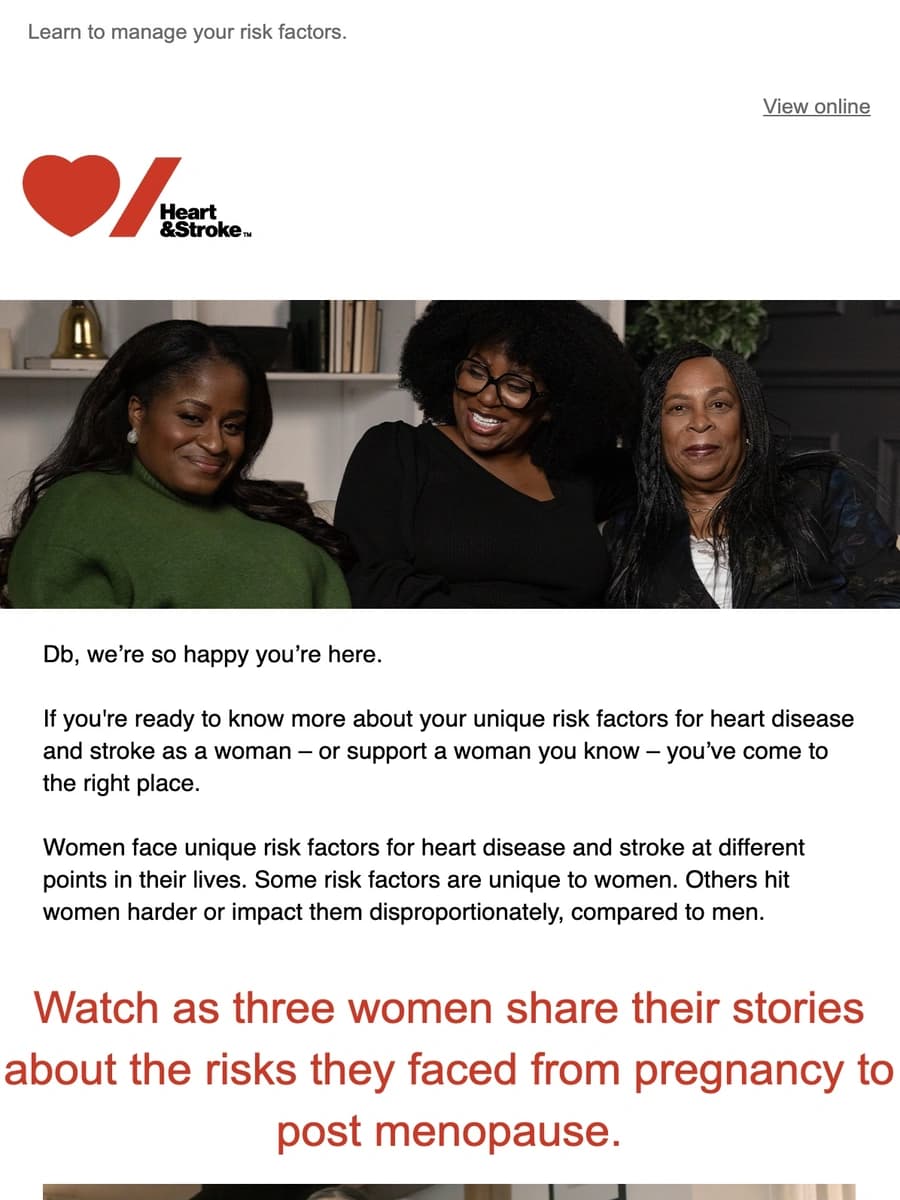 Learn to manage your risk factors.
View online
Heart
&Stroke™
Db, we’re so happy you’re here.
If you're ready to know more about your unique risk factors for heart disease
and stroke as a woman – or support a woman you know – you’ve come to
the right place.
Women face unique risk factors for heart disease and stroke at different
points in their lives. Some risk factors are unique to women. Others hit
women harder or impact them disproportionately, compared to men.
Watch as three women share their stories
about the risks they faced from pregnancy to
post menopause.